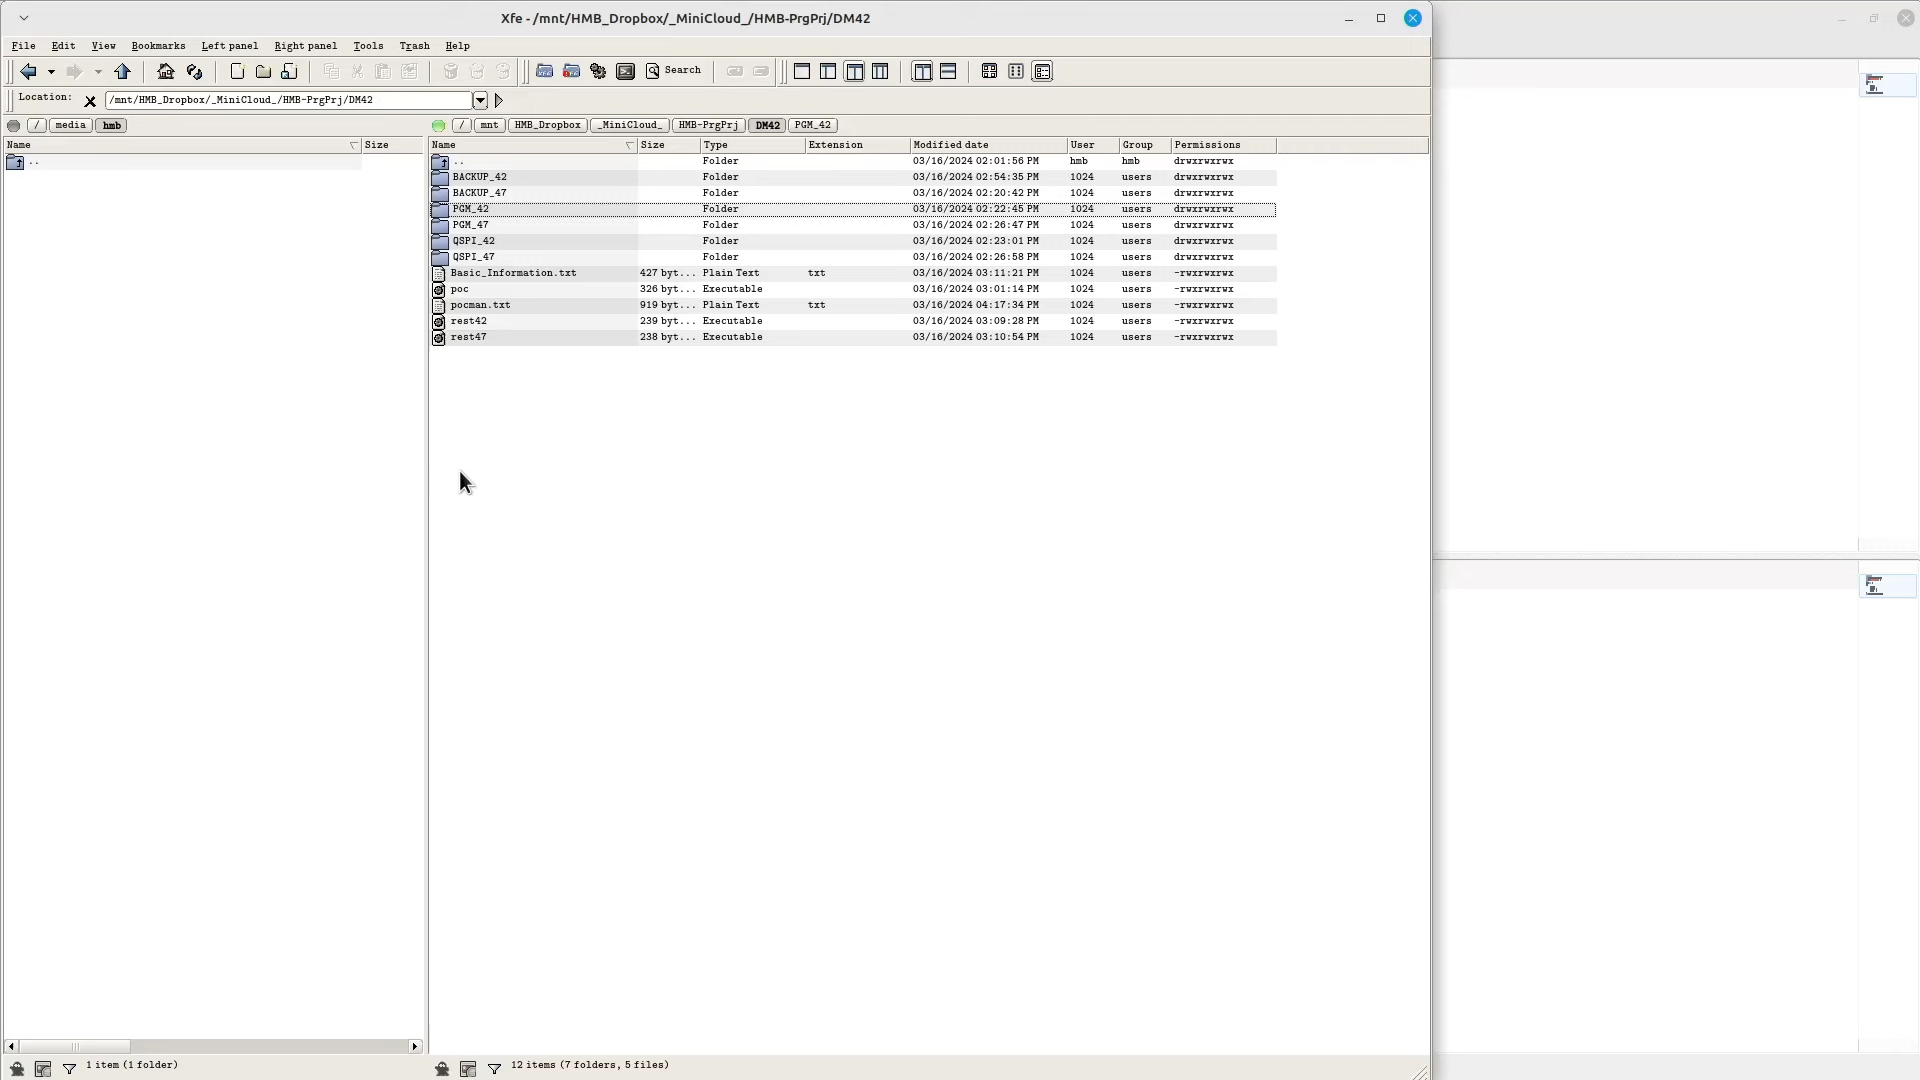 Xfe - /mnt/HMB_Dropbox/_MiniCloud_/HMB-PrgPrj/DM42
File Edit View Bookmarks Left panel Right panel Tools Trash Help
Search
Location: /mnt/HMB_Dropbox/_MiniCloud_/HMB-PrgPrj/DM42
/ media hmb
/ mnt HMB_Dropbox _MiniCloud_ HMB-PrgPrj DM42 PGM_42
Name Size
..
Name Size Type Extension Modified date User Group Permissions
.. Folder 03/16/2024 02:01:56 PM hmb hmb drwxrwxrwx
BACKUP_42 Folder 03/16/2024 02:54:35 PM 1024 users drwxrwxrwx
BACKUP_47 Folder 03/16/2024 02:20:42 PM 1024 users drwxrwxrwx
PGM_42 Folder 03/16/2024 02:22:45 PM 1024 users drwxrwxrwx
PGM_47 Folder 03/16/2024 02:26:47 PM 1024 users drwxrwxrwx
QSPI_42 Folder 03/16/2024 02:23:01 PM 1024 users drwxrwxrwx
QSPI_47 Folder 03/16/2024 02:26:58 PM 1024 users drwxrwxrwx
Basic_Information.txt 427 byt... Plain Text txt 03/16/2024 03:11:21 PM 1024 users -rwxrwxrwx
poc 326 byt... Executable 03/16/2024 03:01:14 PM 1024 users -rwxrwxrwx
pocman.txt 919 byt... Plain Text txt 03/16/2024 04:17:34 PM 1024 users -rwxrwxrwx
rest42 239 byt... Executable 03/16/2024 03:09:28 PM 1024 users -rwxrwxrwx
rest47 238 byt... Executable 03/16/2024 03:10:54 PM 1024 users -rwxrwxrwx
1 item (1 folder)
12 items (7 folders, 5 files)